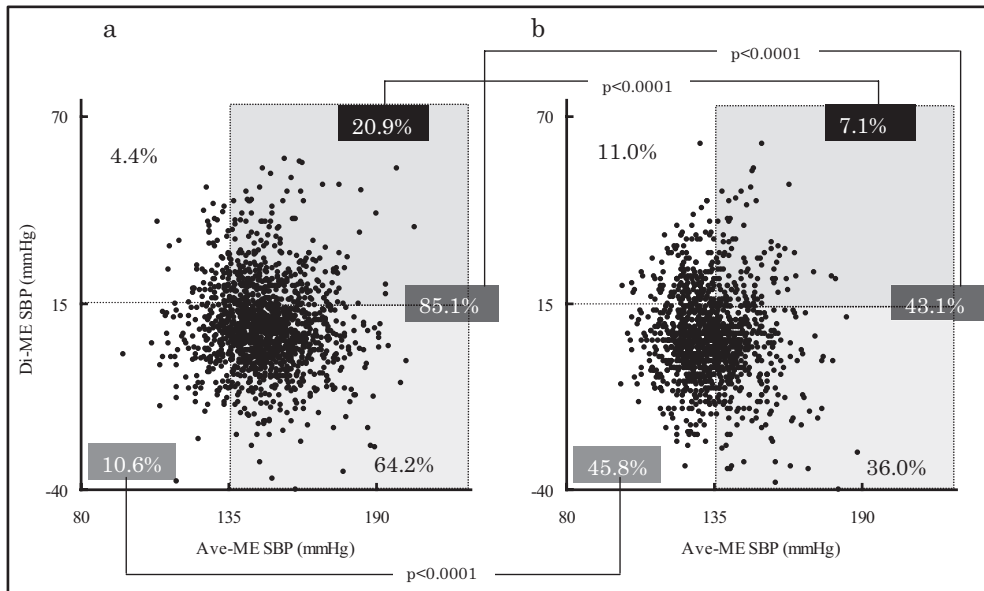 a
b
p<0.0001
p<0.0001
70
20.9%
4.4%
70
7.1%
11.0%
Di-ME SBP (mmHg)
15
85.1%
15
43.1%
10.6%
64.2%
45.8%
36.0%
-40
-40
80
135
190
80
135
190
Ave-ME SBP (mmHg)
Ave-ME SBP (mmHg)
p<0.0001